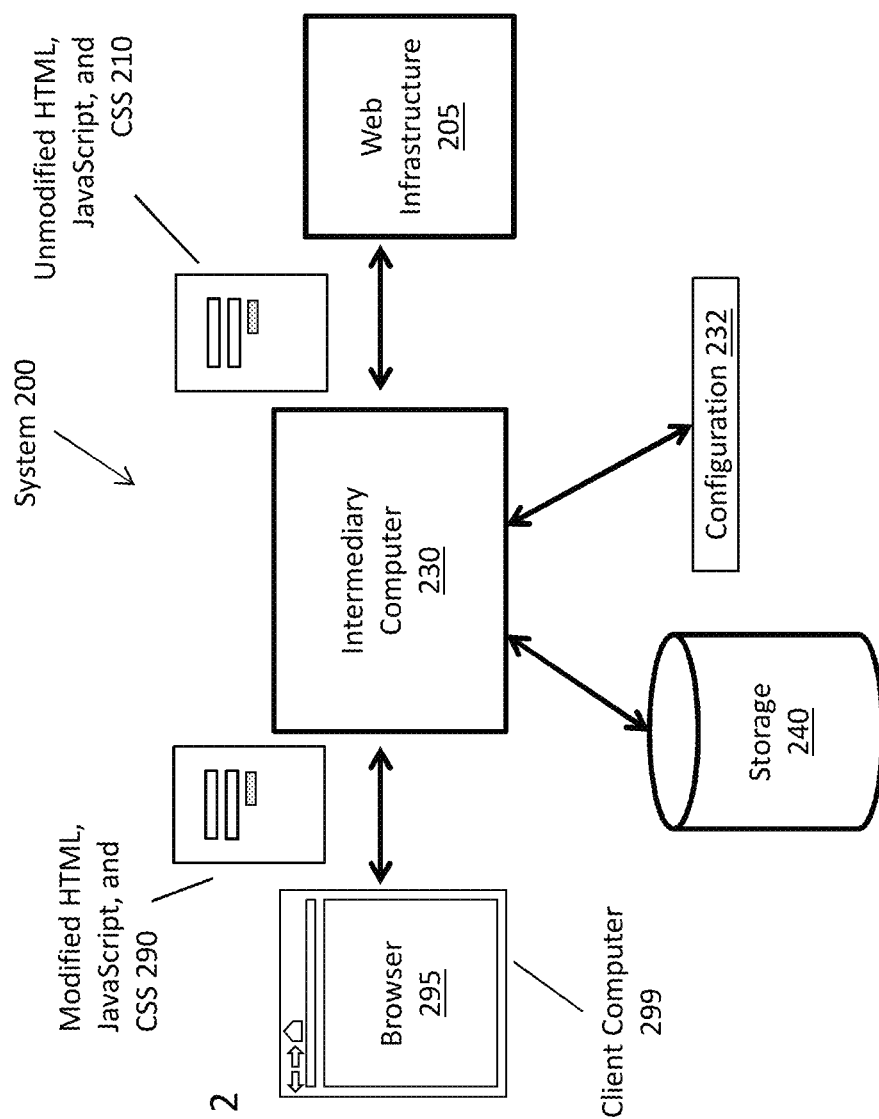 System 200
Modified HTML,
JavaScript, and
CSS 290
Unmodified HTML,
JavaScript, and
CSS 210
2
Browser
295
Intermediary
Computer
230
Web
Infrastructure
205
Client Computer
299
Storage
240
Configuration 232